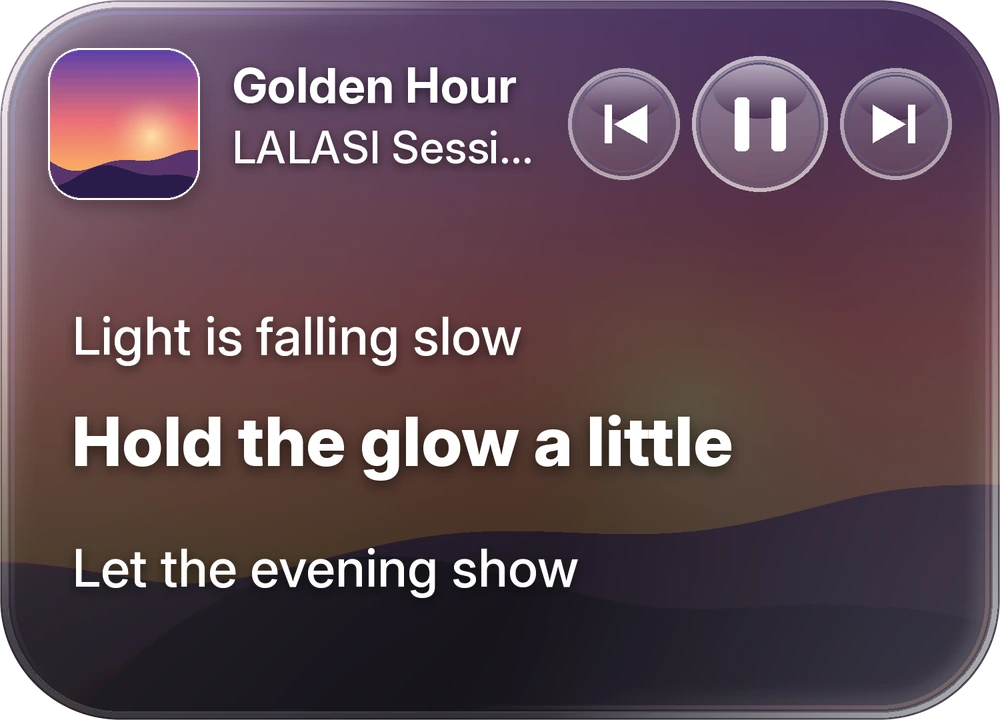 Golden Hour
LALASI Sessi...
Light is falling slow
Hold the glow a little
Let the evening show